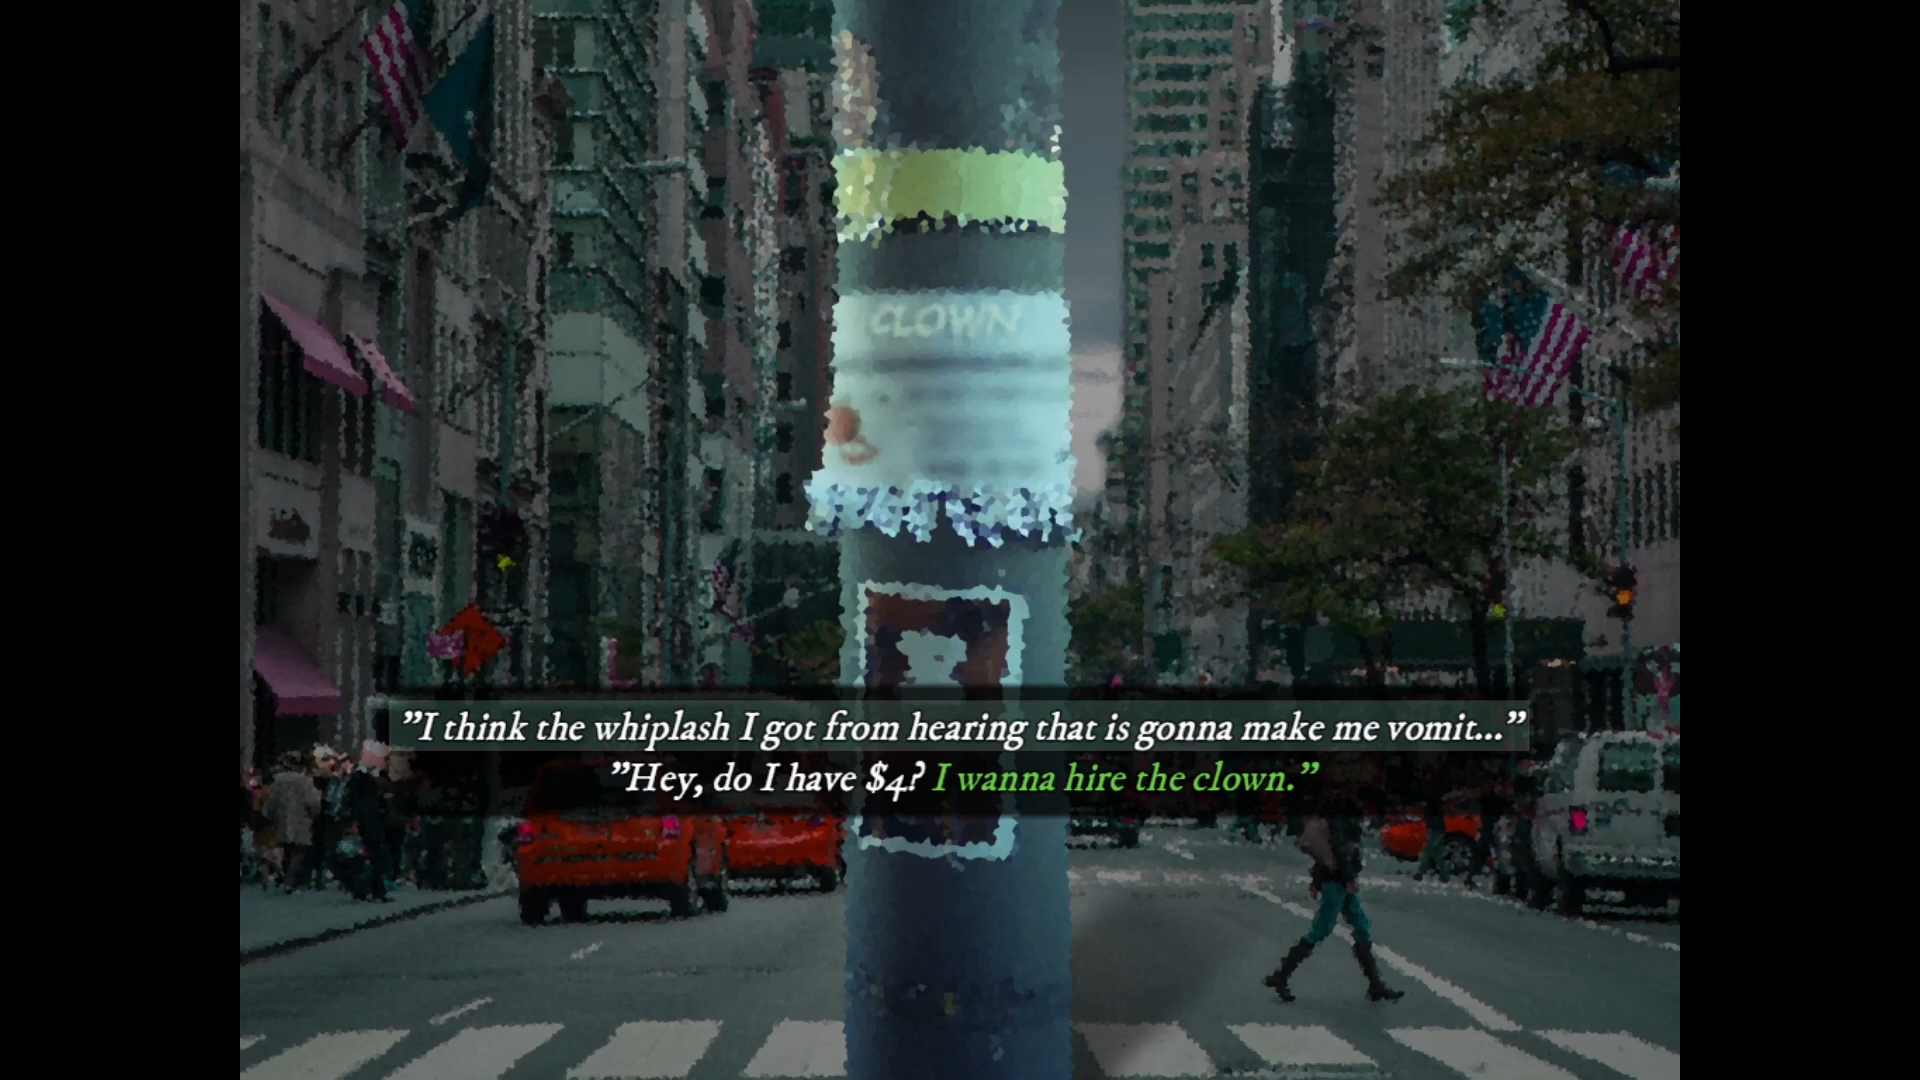 CLOWN
"I think the whiplash I got from hearing that is gonna make me vomit..."
"Hey, do I have $4? I wanna hire the clown."